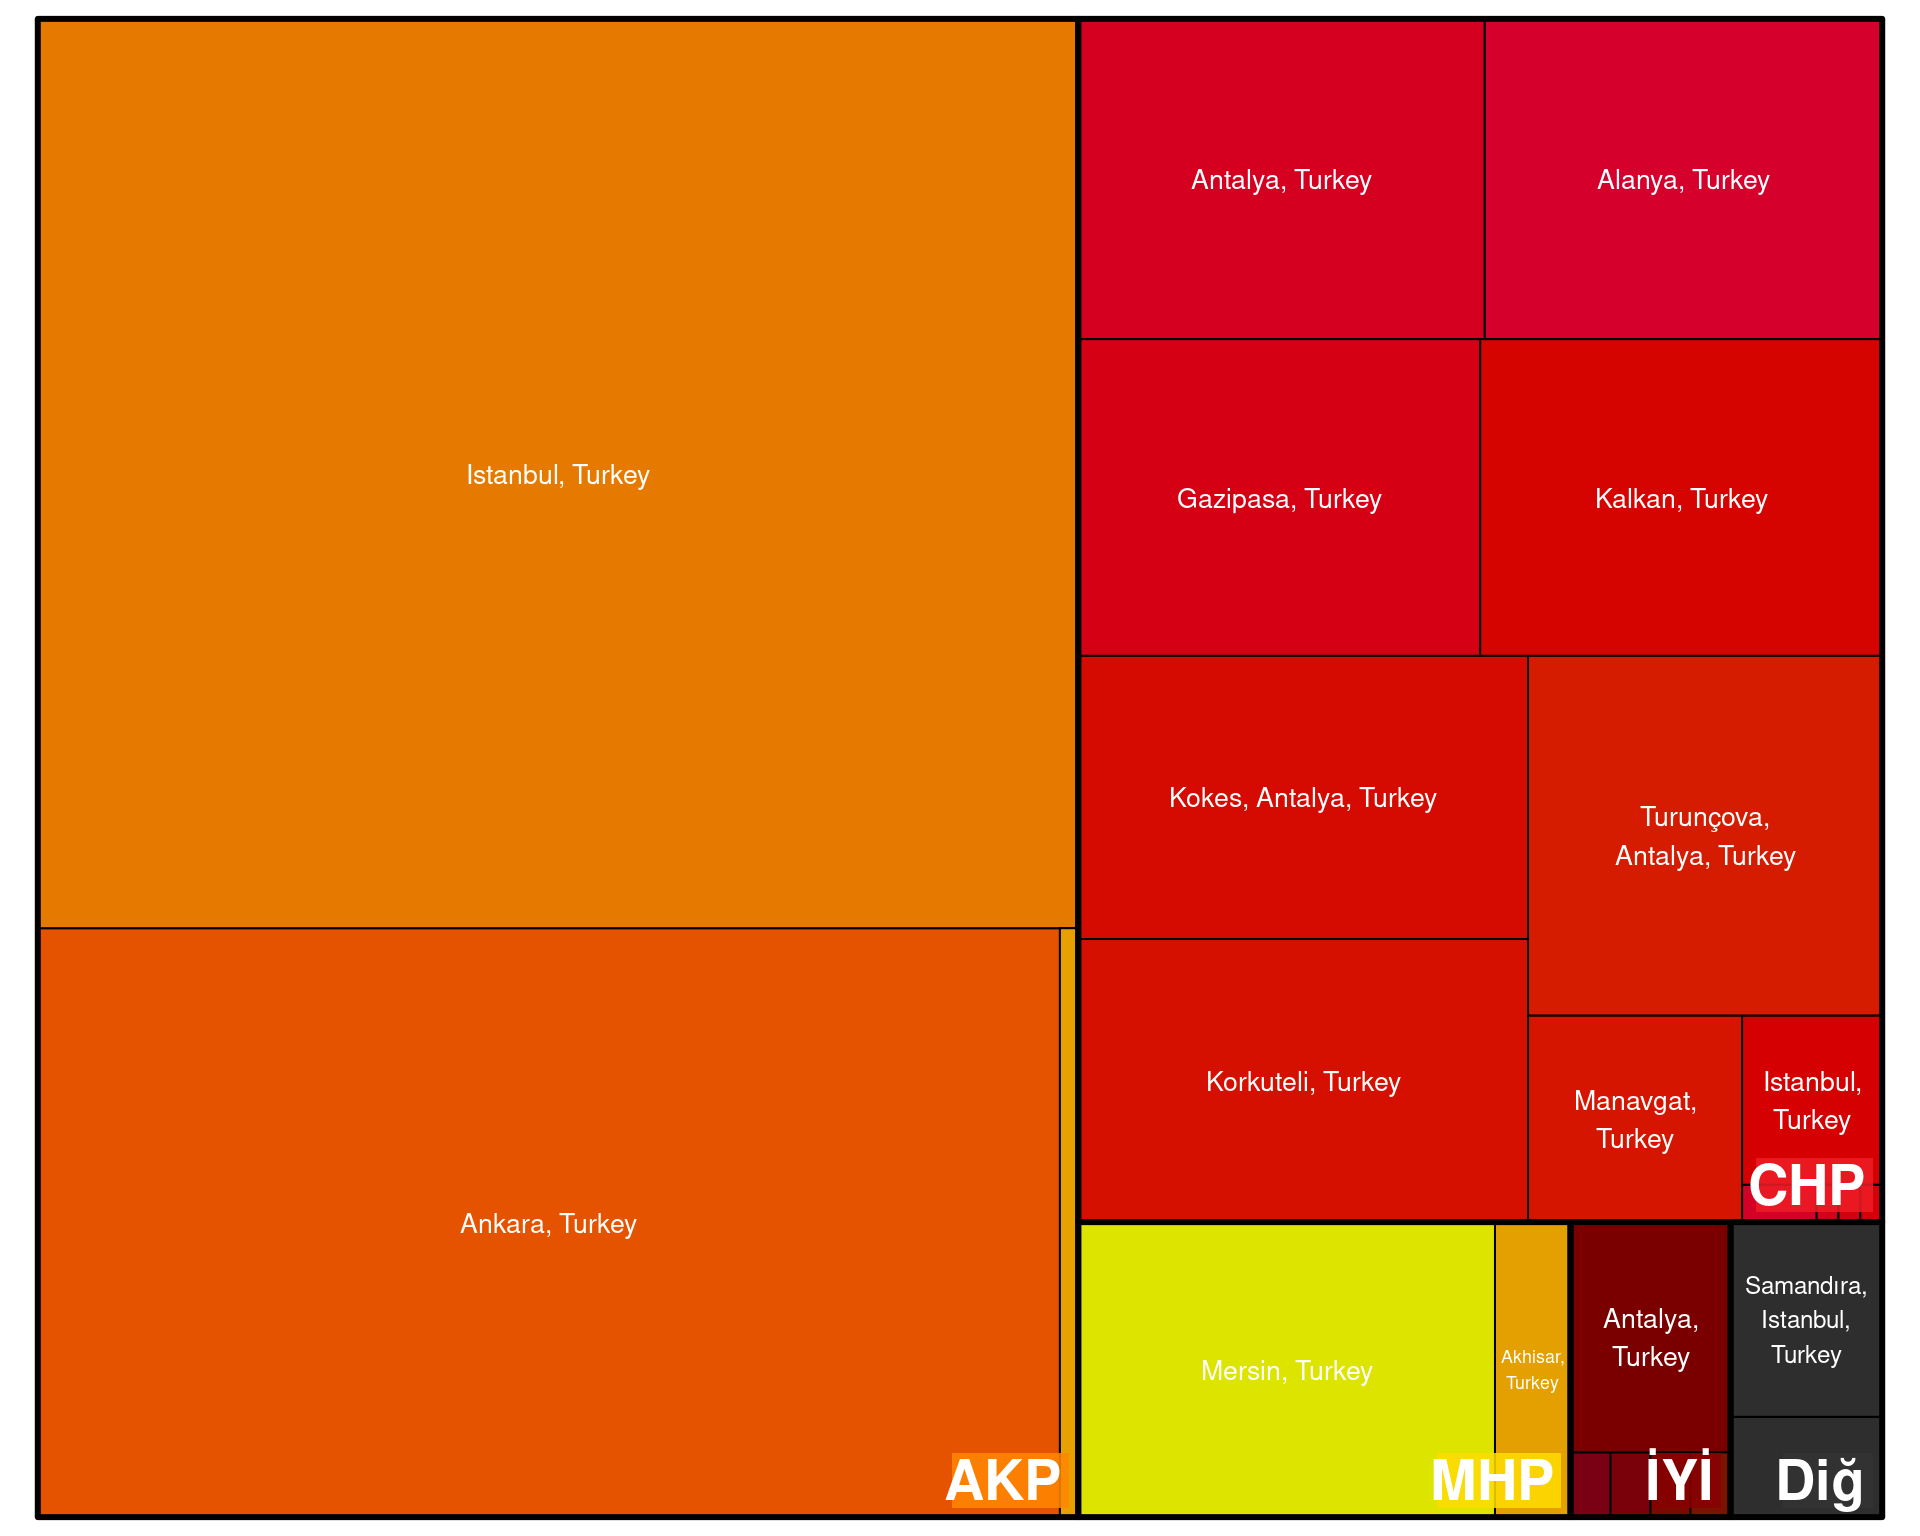 Istanbul, Turkey
Ankara, Turkey
AKP
Antalya, Turkey
Alanya, Turkey
Gazipasa, Turkey
Kalkan, Turkey
Kokes, Antalya, Turkey
Turunçova,
Antalya, Turkey
Korkuteli, Turkey
Manavgat,
Turkey
Istanbul,
Turkey
CHP
Mersin, Turkey
Akhisar,
Turkey
MHP
Antalya,
Turkey
İYİ
Samandıra,
Istanbul,
Turkey
Diğ